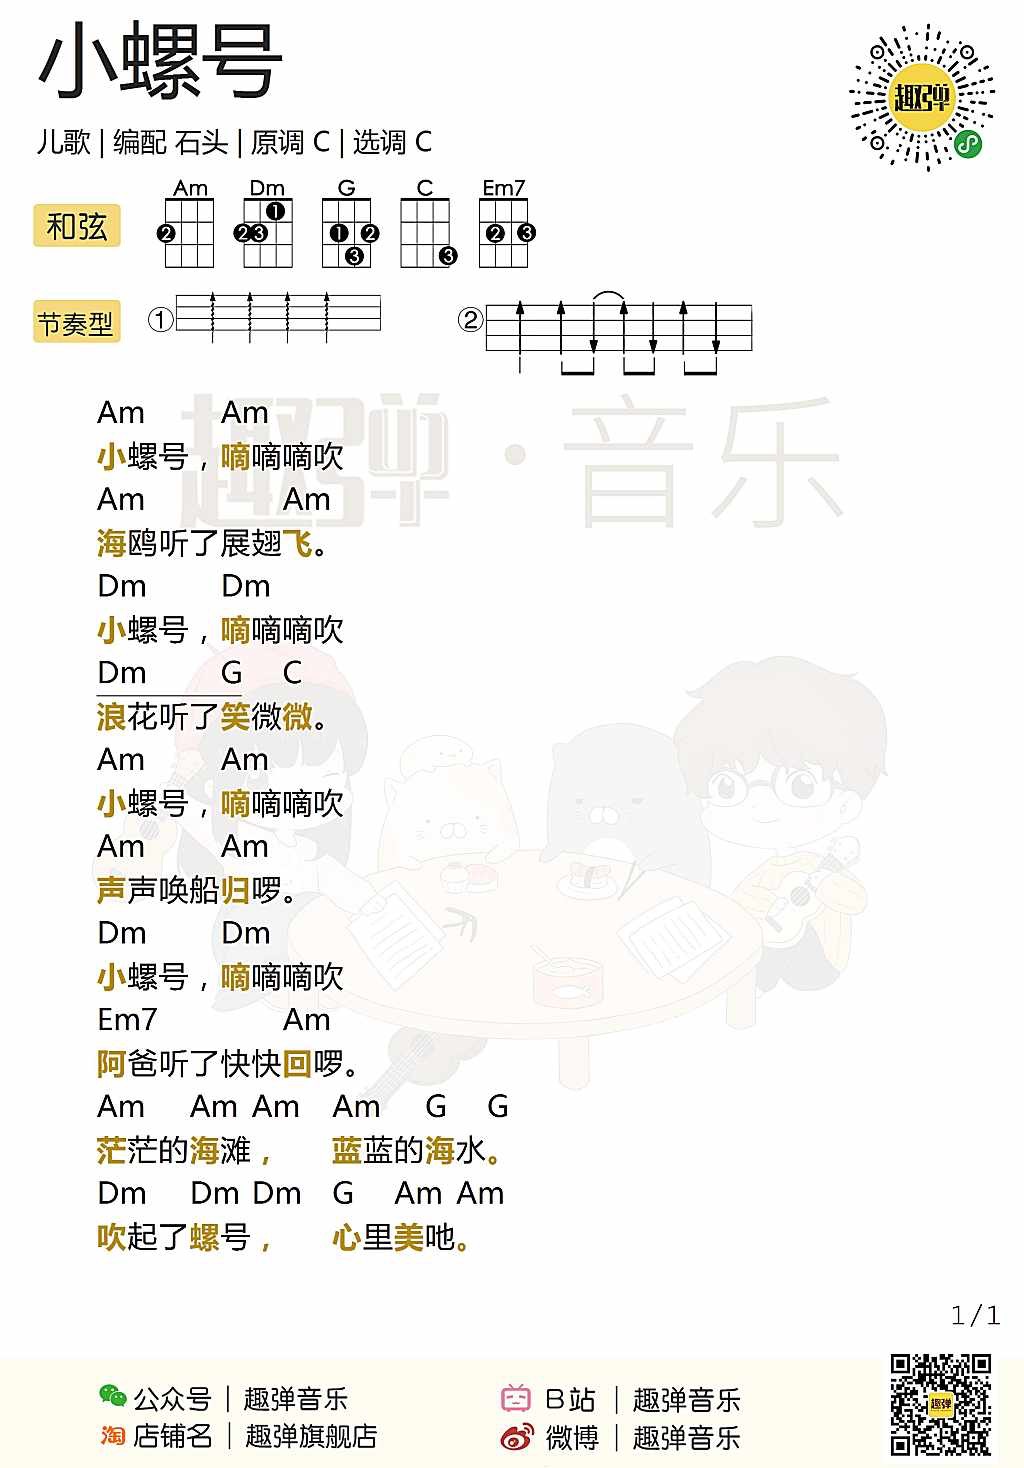 小螺号
趣弹
儿歌 | 编配 石头 | 原调 C | 选调 C
和弦 Am Dm G C Em7
2 2 3 1 1 2 3 3 2 3
节奏型 ① ②
趣弹·音乐
Am Am
小螺号，嘀嘀嘀吹
Am Am
海鸥听了展翅飞。
Dm Dm
小螺号，嘀嘀嘀吹
Dm G C
浪花听了笑微微。
Am Am
小螺号，嘀嘀嘀吹
Am Am
声声唤船归啰。
Dm Dm
小螺号，嘀嘀嘀吹
Em7 Am
阿爸听了快快回啰。
Am Am Am Am G G
茫茫的海滩， 蓝蓝的海水。
Dm Dm Dm G Am Am
吹起了螺号， 心里美吔。
1/1
公众号 | 趣弹音乐 B站 | 趣弹音乐
淘 店铺名 | 趣弹旗舰店 微博 | 趣弹音乐
趣弹